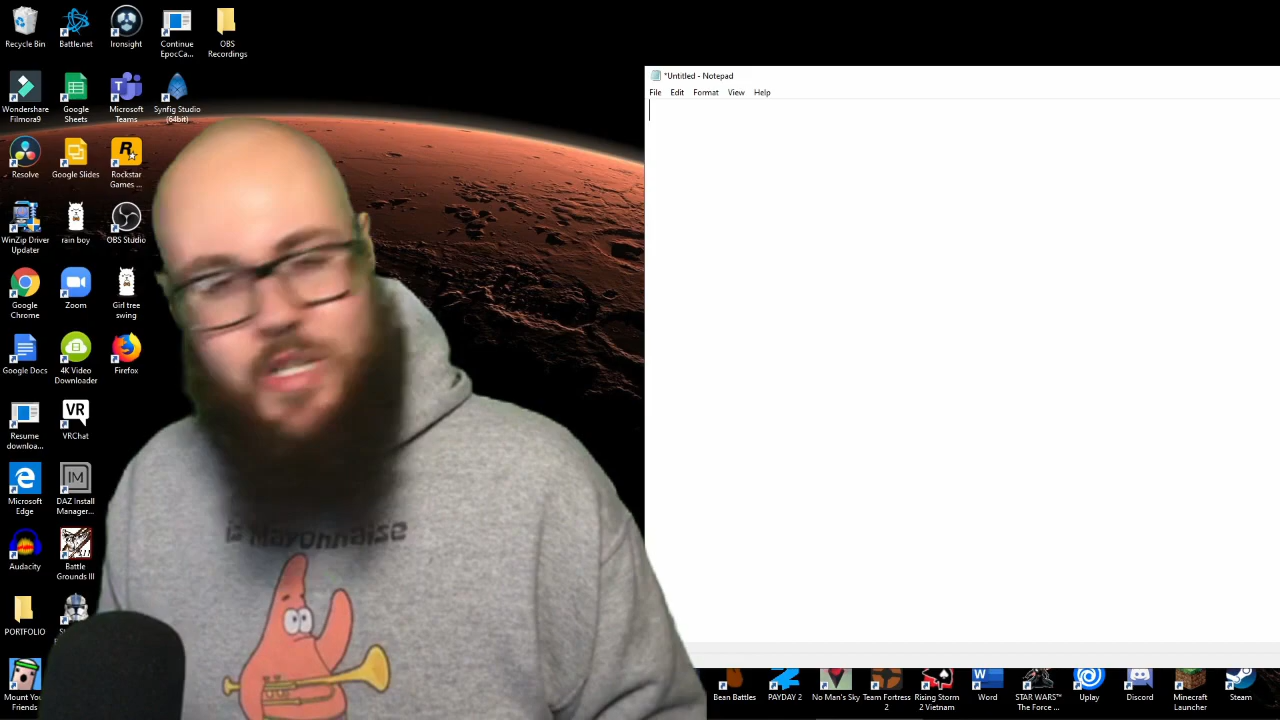 Recycle Bin
Battle.net
Ironsight
Continue
EpocCa...
OBS
Recordings
Wondershare
Filmora9
Google
Sheets
Microsoft
Teams
Synfig Studio
(64bit)
Resolve
Google Slides
Rockstar
Games ...
WinZip Driver
Updater
rain boy
OBS Studio
Google
Chrome
Zoom
Girl tree
swing
Google Docs
4K Video
Downloader
Firefox
Resume
downloa...
VR
VRChat
Microsoft
Edge
IM
DAZ Install
Manager...
Audacity
Battle
Grounds III
PORTFOLIO
Mount You
Friends
*Untitled - Notepad
File Edit Format View Help
is Mayonnaise
Bean Battles
PAYDAY 2
No Man's Sky
Team Fortress
2
Rising Storm
2 Vietnam
Word
STAR WARS™
The Force ...
Uplay
Discord
Minecraft
Launcher
Steam